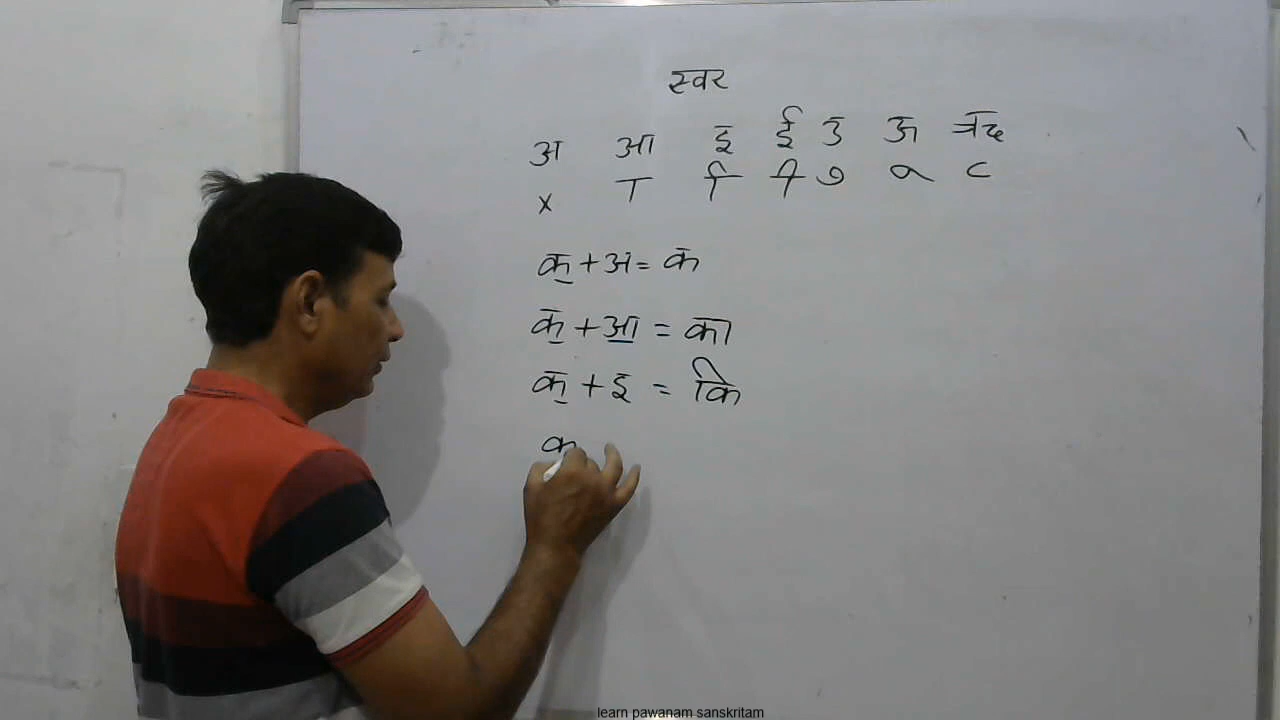 स्वर
अ आ इ ई उ ऊ ऋ
x ा ि ी ु ू ृ
क् + अ = क
क् + आ = का
क् + इ = कि
क
learn pawanam sanskritam